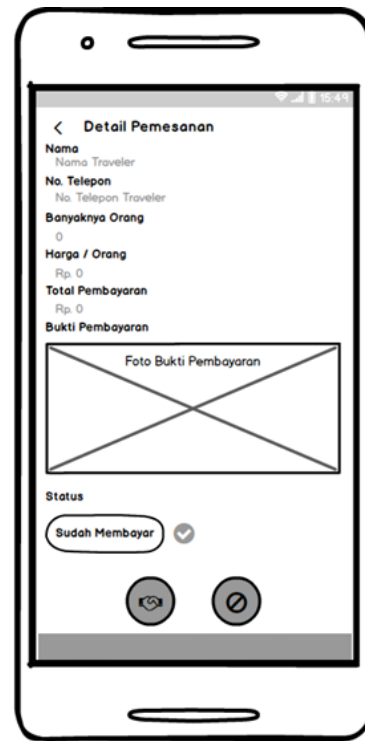 15:49
Detail Pemesanan
Nama
Nama Traveler
No. Telepon
No. Telepon Traveler
Banyaknya Orang
0
Harga / Orang
Rp. 0
Total Pembayaran
Rp. 0
Bukti Pembayaran
Foto Bukti Pembayaran
Status
Sudah Membayar